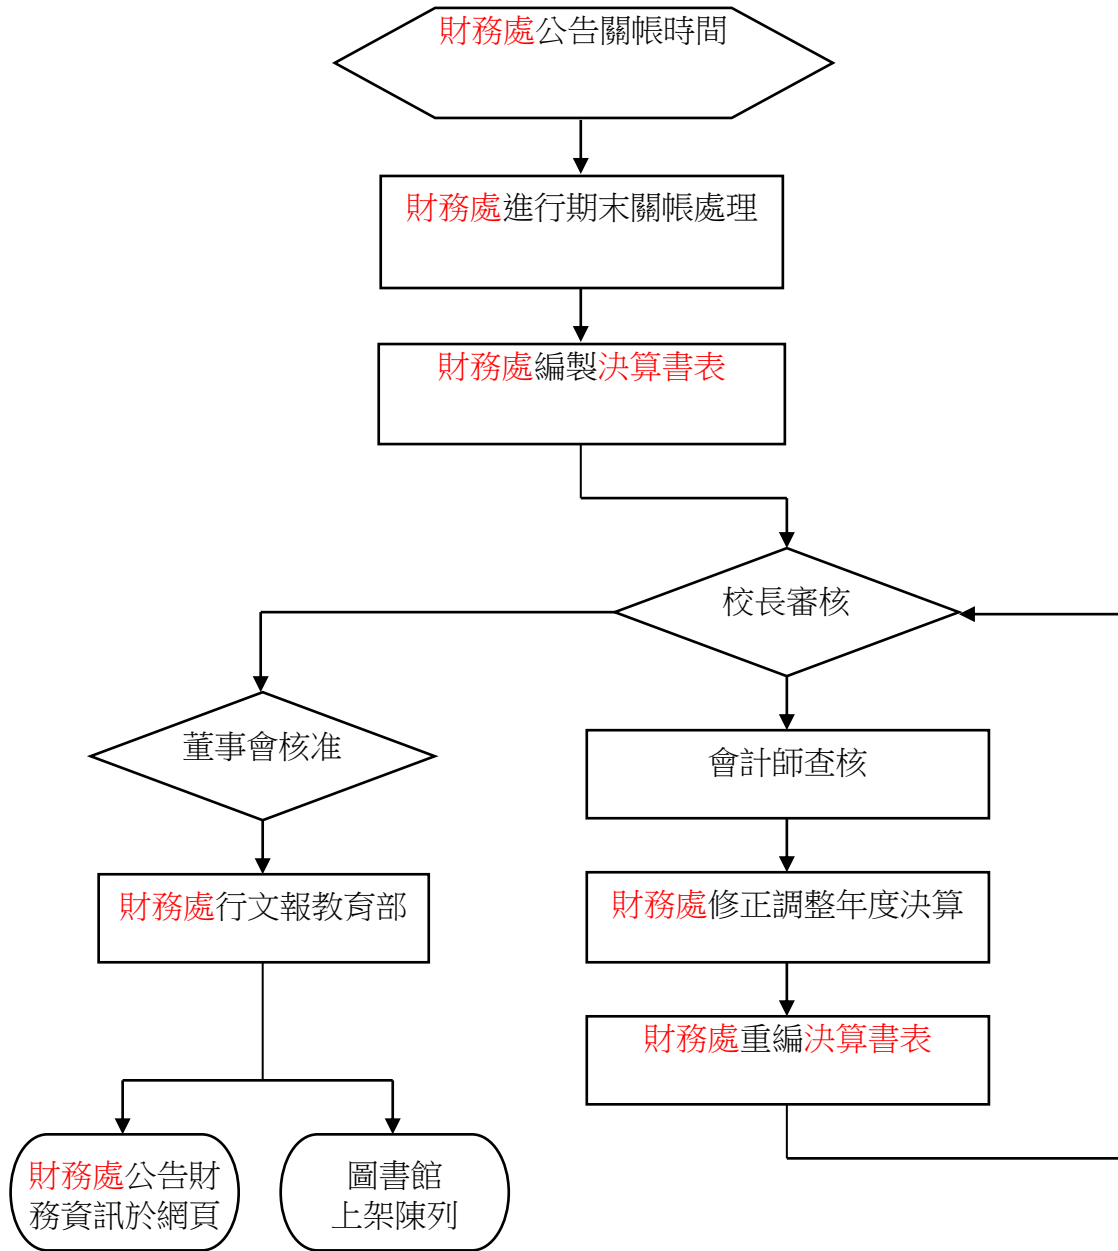 財務處公告關帳時間
財務處進行期末關帳處理
財務處編製決算書表
校長審核
董事會核准
會計師查核
財務處行文報教育部
財務處修正調整年度決算
財務處重編決算書表
財務處公告財
務資訊於網頁
圖書館
上架陳列